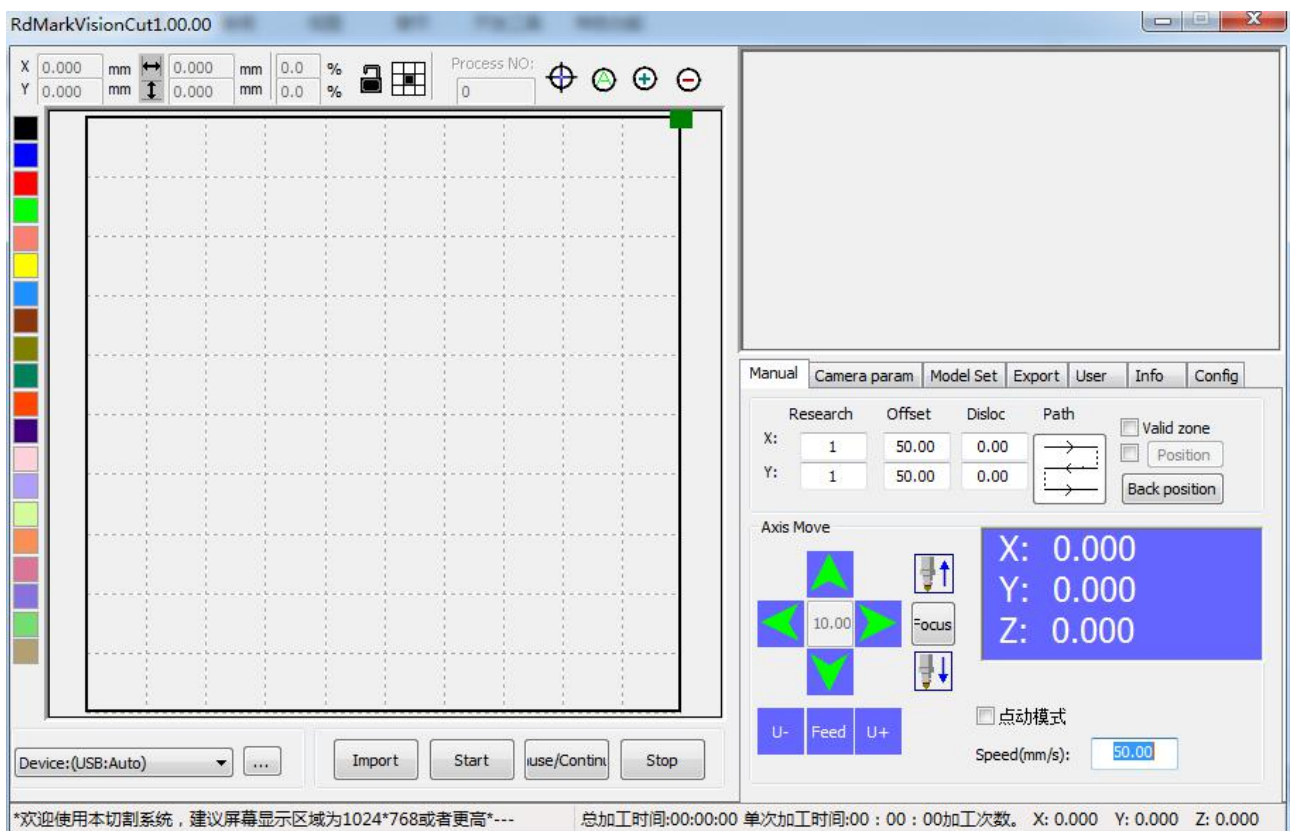 RdMarkVisionCut1.00.00
X 0.000 mm 0.000 mm 0.0 % Process NO:
Y 0.000 mm 0.000 mm 0.0 % 0
Manual Camera param Model Set Export User Info Config
Research Offset Disloc Path
X: 1 50.00 0.00 Valid zone
Position
Y: 1 50.00 0.00
Back position
Axis Move
X: 0.000
Y: 0.000
Z: 0.000
10.00 Focus
U- Feed U+
点动模式
Speed(mm/s): 50.00
Device:(USB:Auto) ... Import Start use/Continu Stop
*欢迎使用本切割系统，建议屏幕显示区域为1024*768或者更高*--- 总加工时间:00:00:00 单次加工时间:00：00：00加工次数。 X: 0.000 Y: 0.000 Z: 0.000